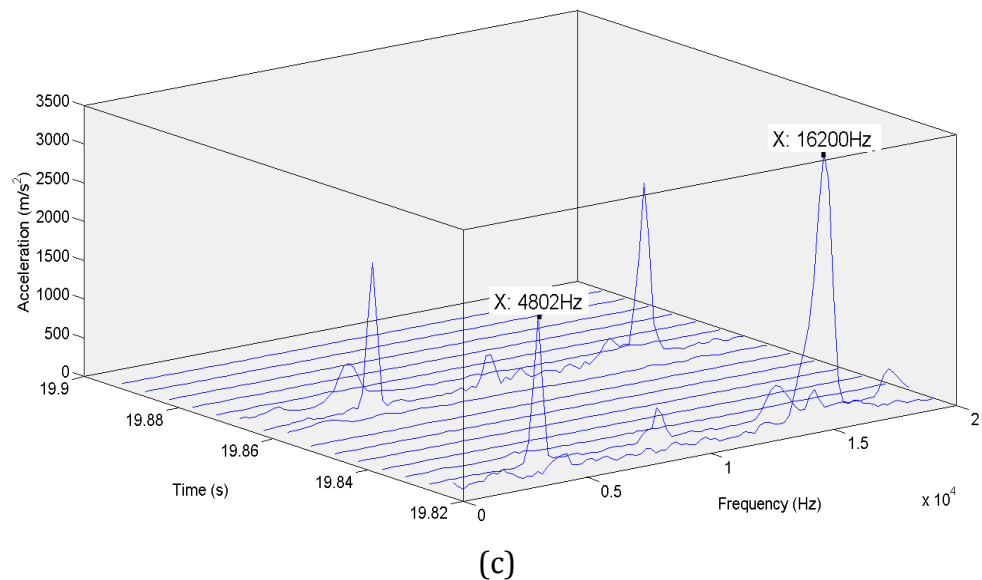 3500
3000
2500
2000
1500
1000
500
0
Acceleration (m/s²)
X: 16200Hz
X: 4802Hz
19.9
19.88
19.86
19.84
19.82
Time (s)
0
0.5
1
1.5
2
x 10⁴
Frequency (Hz)
(c)